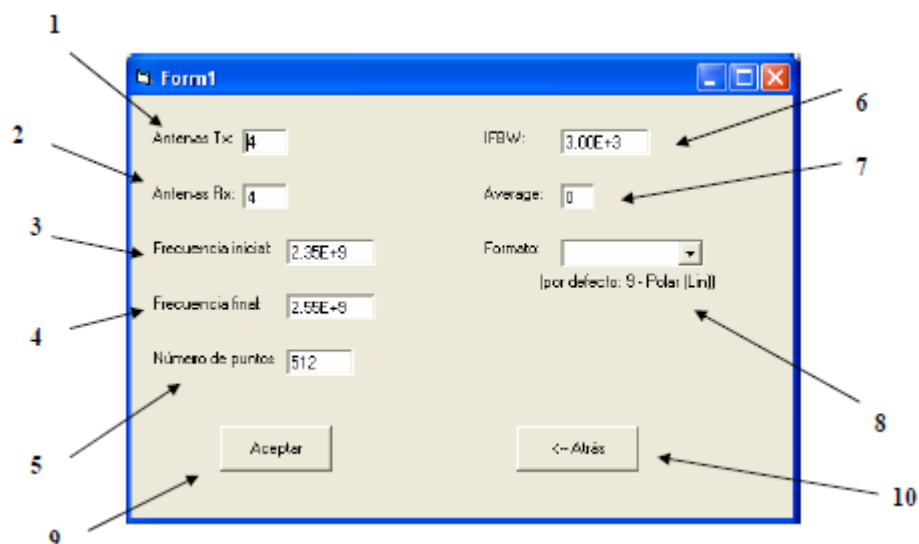 1
Form1
6
Antenas Tx: 4
IFBW: 3.00E+3
2
7
Antenas Rx: 4
Average: 0
3
Frecuencia inicial: 2.35E+9
Formato:
(por defecto: 9 - Polar (Lin))
4
Frecuencia final: 2.55E+9
Número de puntos: 512
8
5
Aceptar
<-- Atrás
10
9